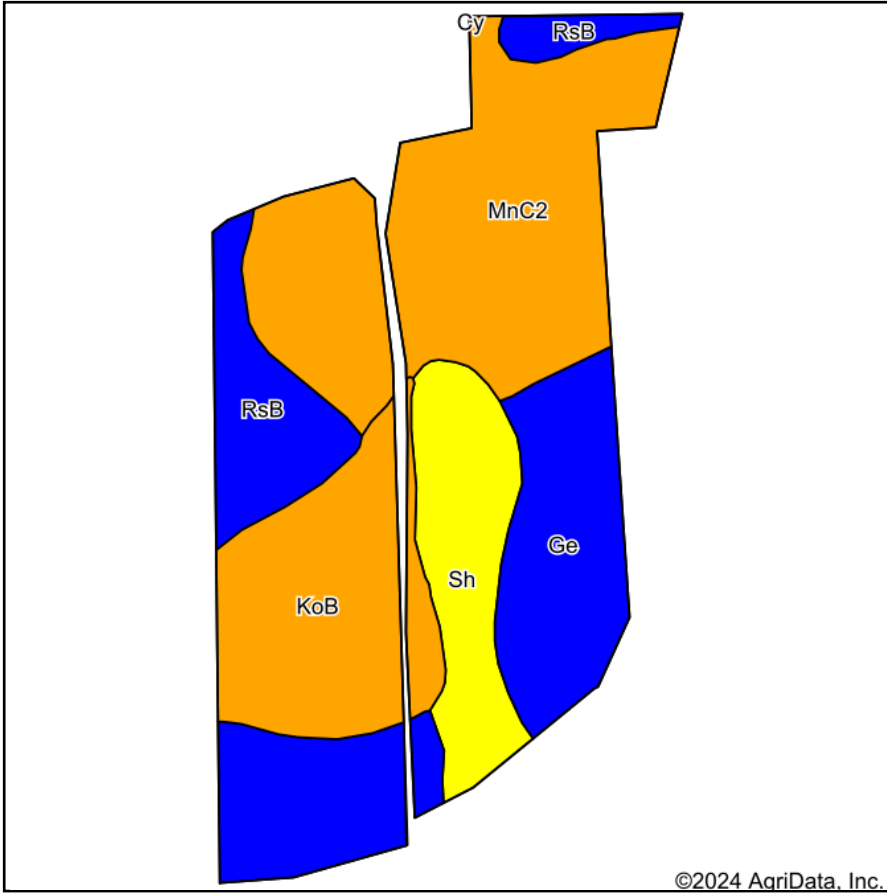 Cy
RsB
MnC2
RsB
Ge
Sh
KoB
©2024 AgriData, Inc.